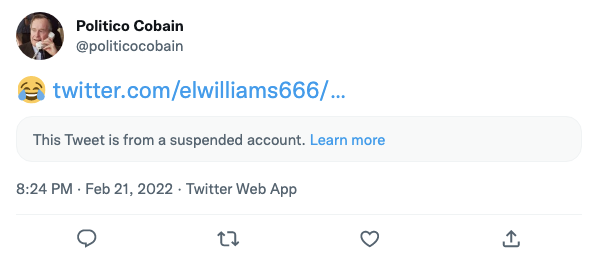 Politico Cobain
@politicocobain
😂 twitter.com/elwilliams666/…
This Tweet is from a suspended account. Learn more
8:24 PM · Feb 21, 2022 · Twitter Web App